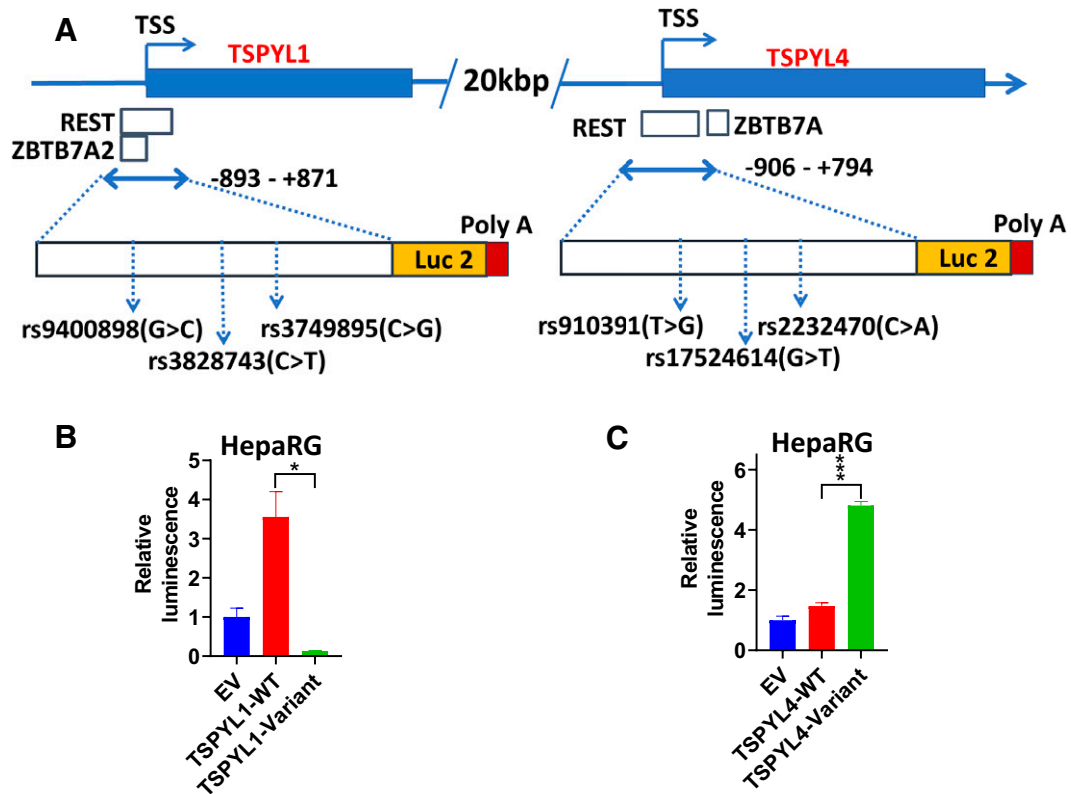 A
TSS
TSPYL1
20kbp
TSS
TSPYL4
REST
ZBTB7A2
REST
ZBTB7A
-893 - +871
-906 - +794
Poly A
Luc 2
Poly A
Luc 2
rs9400898(G>C)
rs3749895(C>G)
rs3828743(C>T)
rs910391(T>G)
rs2232470(C>A)
rs17524614(G>T)
B
HepaRG
Relative
luminescence
5
4
3
2
1
0
*
EV
TSPYL1-WT
TSPYL1-Variant
C
HepaRG
Relative
luminescence
6
4
2
0
***
EV
TSPYL4-WT
TSPYL4-Variant